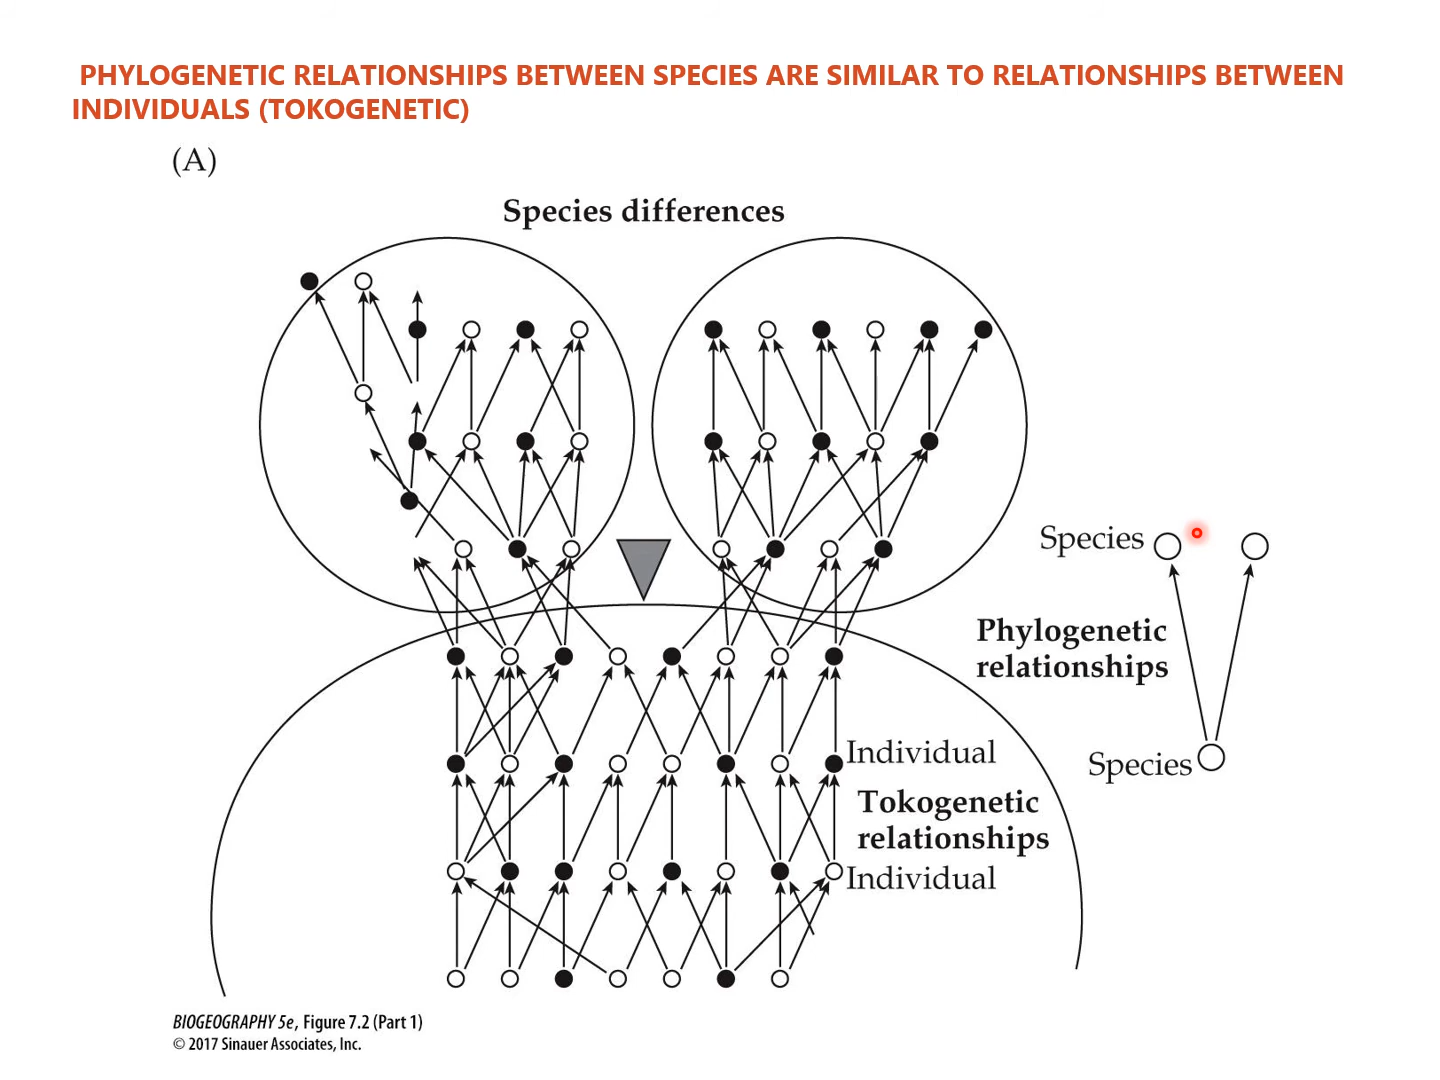 PHYLOGENETIC RELATIONSHIPS BETWEEN SPECIES ARE SIMILAR TO RELATIONSHIPS BETWEEN
INDIVIDUALS (TOKOGENETIC)
(A)
Species differences
Species
Phylogenetic
relationships
Species
Individual
Tokogenetic
relationships
Individual
BIOGEOGRAPHY 5e, Figure 7.2 (Part 1)
© 2017 Sinauer Associates, Inc.